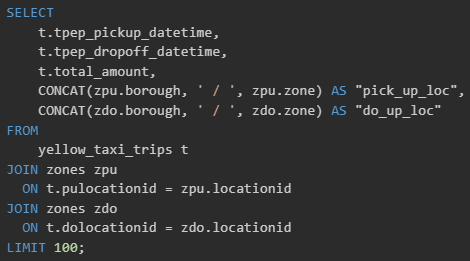 SELECT
    t.tpep_pickup_datetime,
    t.tpep_dropoff_datetime,
    t.total_amount,
    CONCAT(zpu.borough, ' / ', zpu.zone) AS "pick_up_loc",
    CONCAT(zdo.borough, ' / ', zdo.zone) AS "do_up_loc"
FROM
    yellow_taxi_trips t
JOIN zones zpu
  ON t.pulocationid = zpu.locationid
JOIN zones zdo
  ON t.dolocationid = zdo.locationid
LIMIT 100;